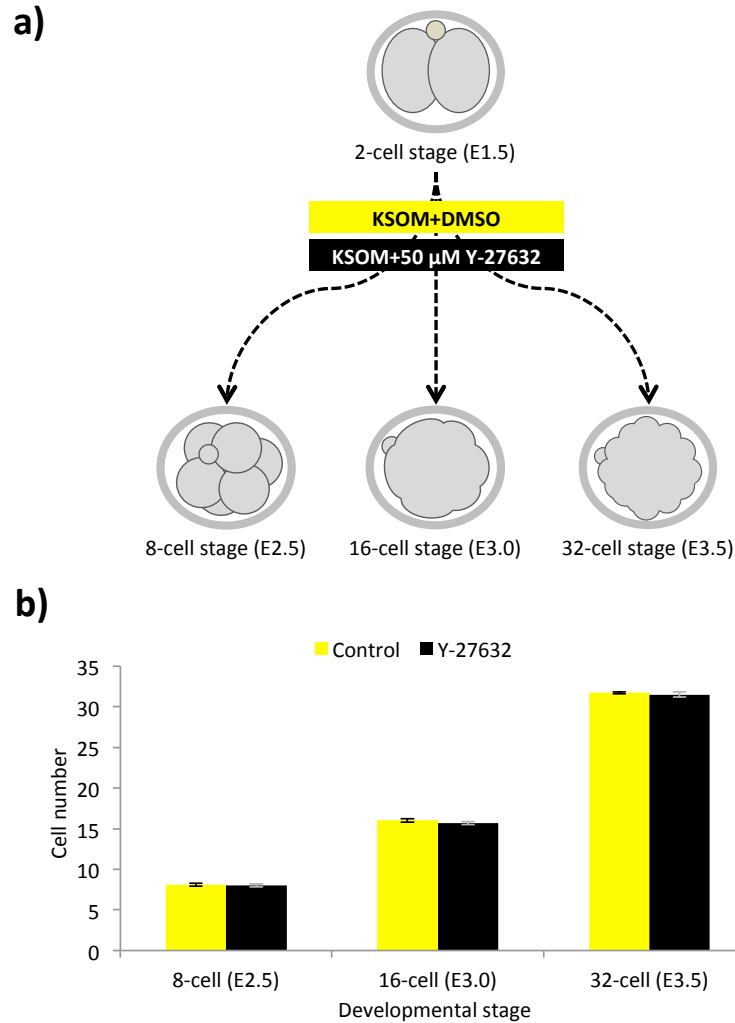 a)
2-cell stage (E1.5)
KSOM+DMSO
KSOM+50 μM Y-27632
8-cell stage (E2.5)
16-cell stage (E3.0)
32-cell stage (E3.5)
b)
Control
Y-27632
35
30
25
20
15
10
5
0
Cell number
8-cell (E2.5)
16-cell (E3.0)
32-cell (E3.5)
Developmental stage